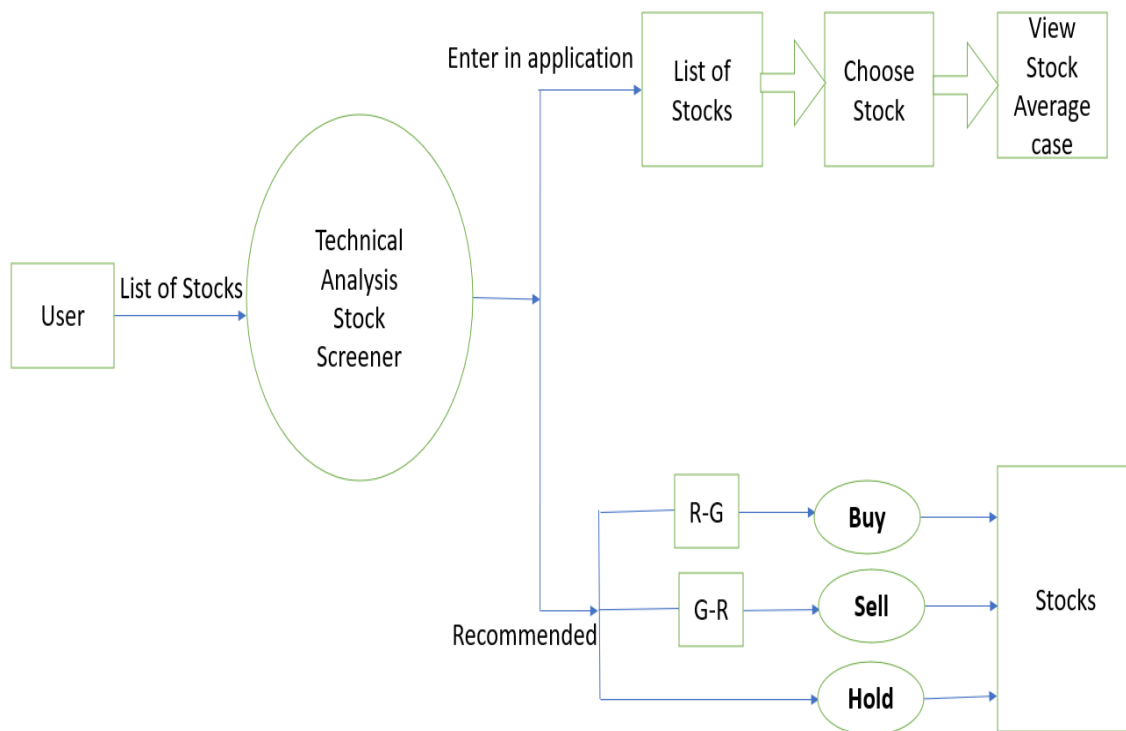 User
List of Stocks
Technical
Analysis
Stock
Screener
Enter in application
List of
Stocks
Choose
Stock
View
Stock
Average
case
Recommended
R-G
Buy
G-R
Sell
Hold
Stocks